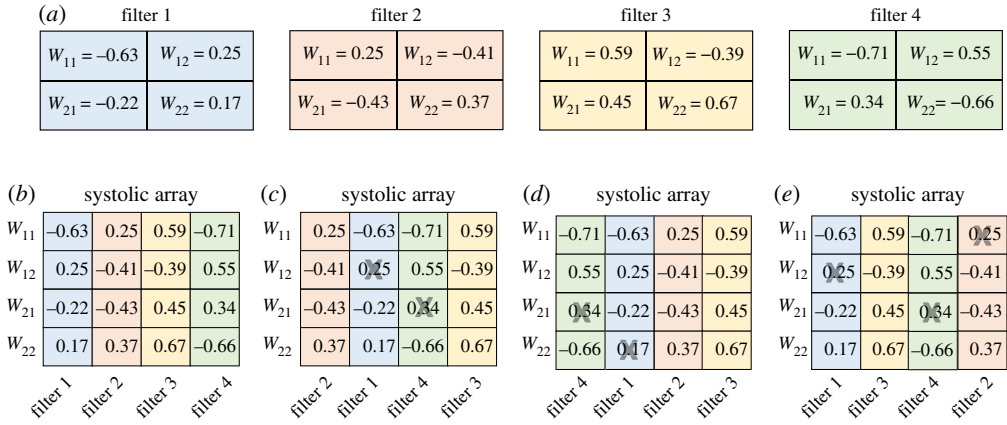 (a) filter 1 filter 2 filter 3 filter 4
W11 = –0.63 W12 = 0.25 W11 = 0.25 W12 = –0.41 W11 = 0.59 W12 = –0.39 W11 = –0.71 W12 = 0.55
W21 = –0.22 W22 = 0.17 W21 = –0.43 W22 = 0.37 W21 = 0.45 W22 = 0.67 W21 = 0.34 W22 = –0.66
(b) (c) (d) (e)
systolic array systolic array systolic array systolic array
W11 –0.63 0.25 0.59 –0.71 W11 0.25 –0.63 –0.71 0.59 W11 –0.71 –0.63 0.25 0.59 W11 –0.63 0.59 –0.71 0.25
W12 0.25 –0.41 –0.39 0.55 W12 –0.41 0.25 0.55 –0.39 W12 0.55 0.25 –0.41 –0.39 W12 0.25 –0.39 0.55 –0.41
W21 –0.22 –0.43 0.45 0.34 W21 –0.43 –0.22 0.34 0.45 W21 0.34 –0.22 –0.43 0.45 W21 –0.22 0.45 0.34 –0.43
W22 0.17 0.37 0.67 –0.66 W22 0.37 0.17 –0.66 0.67 W22 –0.66 0.17 0.37 0.67 W22 0.17 0.67 –0.66 0.37
filter 1 filter 2 filter 3 filter 4 filter 2 filter 1 filter 4 filter 3 filter 4 filter 1 filter 2 filter 3 filter 1 filter 3 filter 4 filter 2